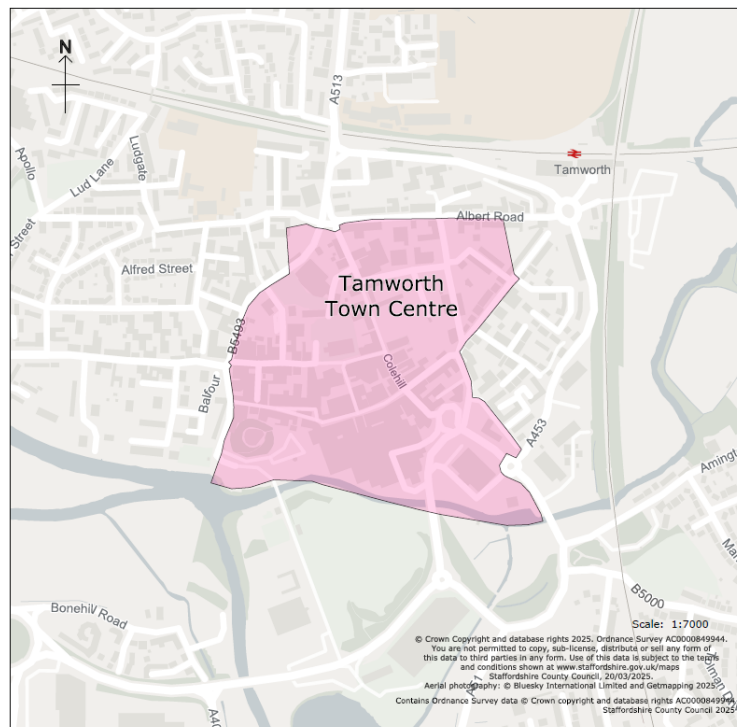 N
A513
Apollo
Lud Lane
Ludgate
Tamworth
Albert Road
Alfred Street
Tamworth
Town Centre
B5493
Colehill
Balfour
A453
Bonehill Road
B5000
Scale: 1:7000
© Crown Copyright and database rights 2025. Ordnance Survey AC0000849944.
You are not permitted to copy, sub-license, distribute or sell any form of
this data to third parties in any form. Use of this data is subject to the terms
and conditions shown at www.staffordshire.gov.uk/maps
Staffordshire County Council, 20/03/2025.
Aerial photography: © Bluesky International Limited and Getmapping 2025.
Contains Ordnance Survey data © Crown copyright and database rights AC0000849944
Staffordshire County Council 2025